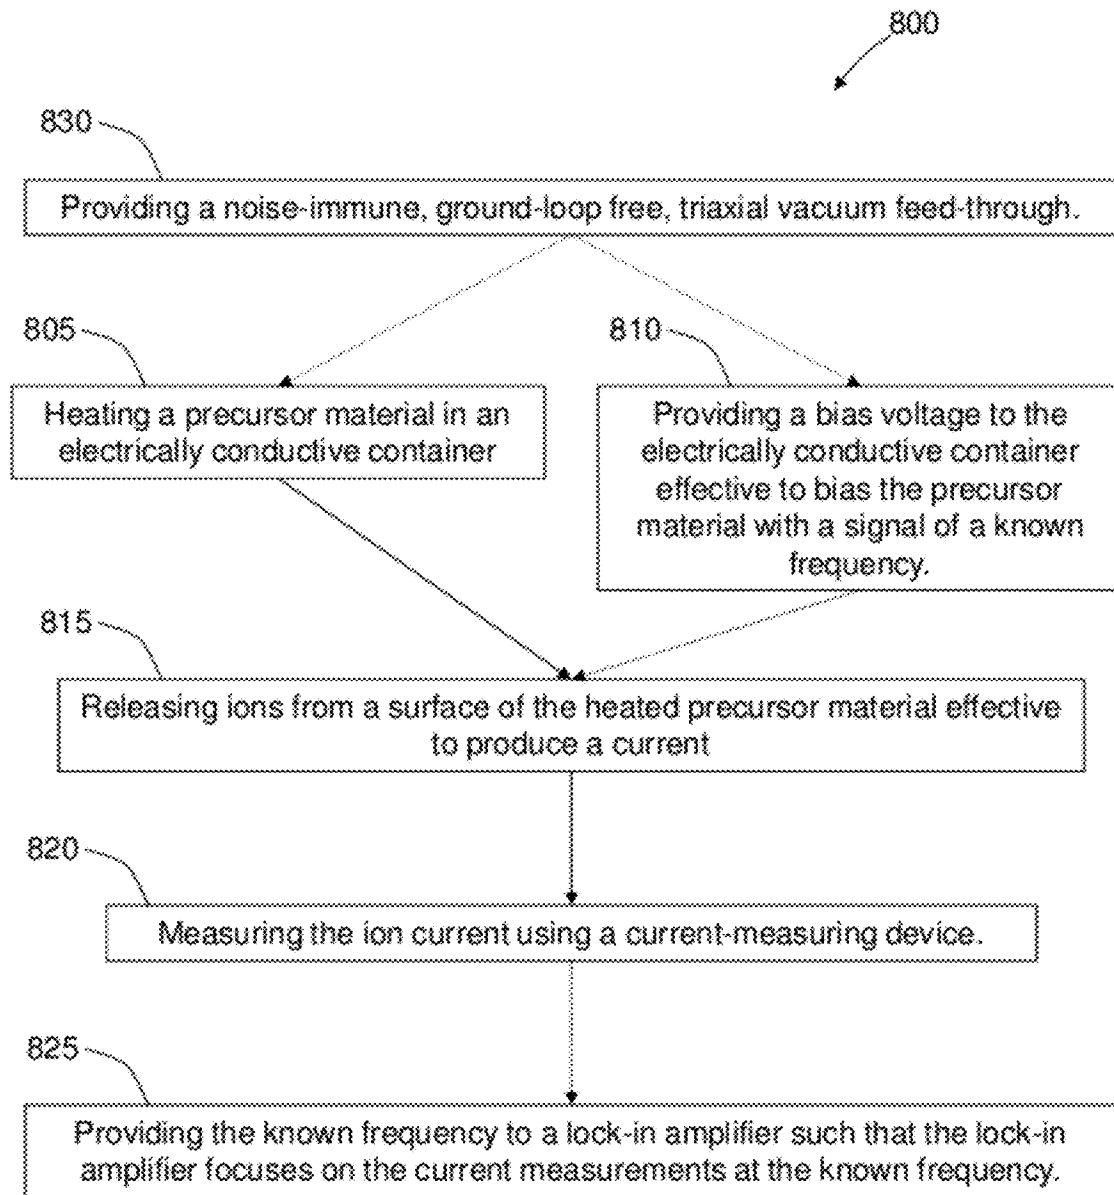 800
830
Providing a noise-immune, ground-loop free, triaxial vacuum feed-through.
805
Heating a precursor material in an
electrically conductive container
810
Providing a bias voltage to the
electrically conductive container
effective to bias the precursor
material with a signal of a known
frequency.
815
Releasing ions from a surface of the heated precursor material effective
to produce a current
820
Measuring the ion current using a current-measuring device.
825
Providing the known frequency to a lock-in amplifier such that the lock-in
amplifier focuses on the current measurements at the known frequency.